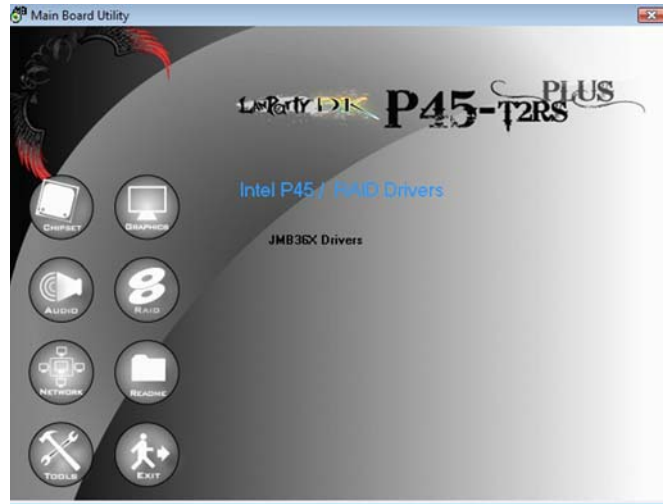 Main Board Utility
LanParty DK P45-T2RS PLUS
Intel P45 / RAID Drivers
JMB36X Drivers
CHIPSET
GRAPHICS
AUDIO
RAID
NETWORK
README
TOOLS
EXIT